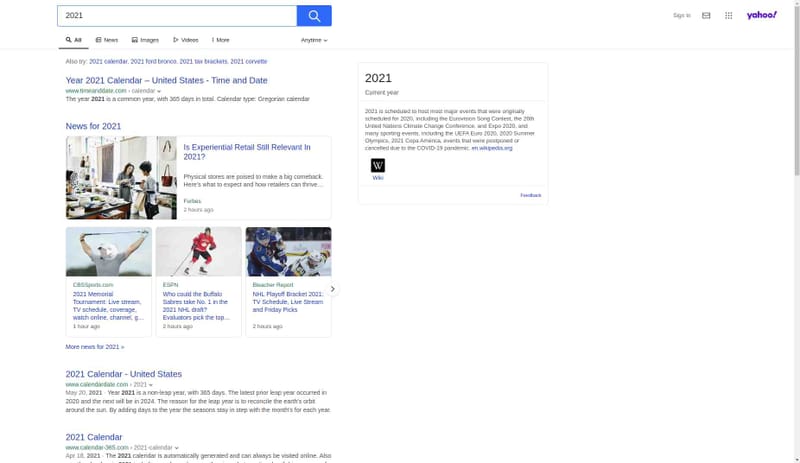 2021
Sign In
yahoo!
All
News
Images
Videos
More
Anytime
Also try: 2021 calendar, 2021 ford bronco, 2021 tax brackets, 2021 corvette
Year 2021 Calendar – United States - Time and Date
www.timeanddate.com › calendar
The year 2021 is a common year, with 365 days in total. Calendar type: Gregorian calendar
News for 2021
Is Experiential Retail Still Relevant In
2021?
Physical stores are poised to make a big comeback.
Here's what to expect and how retailers can thrive…
Forbes
2 hours ago
CBSSports.com
2021 Memorial
Tournament: Live stream,
TV schedule, coverage,
watch online, channel, g…
1 hour ago
ESPN
Who could the Buffalo
Sabres take No. 1 in the
2021 NHL draft?
Evaluators pick the top…
2 hours ago
Bleacher Report
NHL Playoff Bracket 2021:
TV Schedule, Live Stream
and Friday Picks
2 hours ago
More news for 2021 »
2021 Calendar - United States
www.calendardate.com › 2021
May 20, 2021 · Year 2021 is a non-leap year, with 365 days. The latest prior leap year occurred in
2020 and the next will be in 2024. The reason for the leap year is to reconcile the earth's orbit
around the sun. By adding days to the year the seasons stay in step with the month's for each year.
2021 Calendar
www.calendar-365.com › 2021-calendar
Apr 18, 2021 · The 2021 calendar is automatically generated and can always be visited online. Also
2021
Current year
2021 is scheduled to host most major events that were originally
scheduled for 2020, including the Eurovision Song Contest, the 26th
United Nations Climate Change Conference, and Expo 2020, and
many sporting events, including the UEFA Euro 2020, 2020 Summer
Olympics, 2021 Copa América, events that were postponed or
cancelled due to the COVID-19 pandemic. en.wikipedia.org
W
Wiki
Feedback